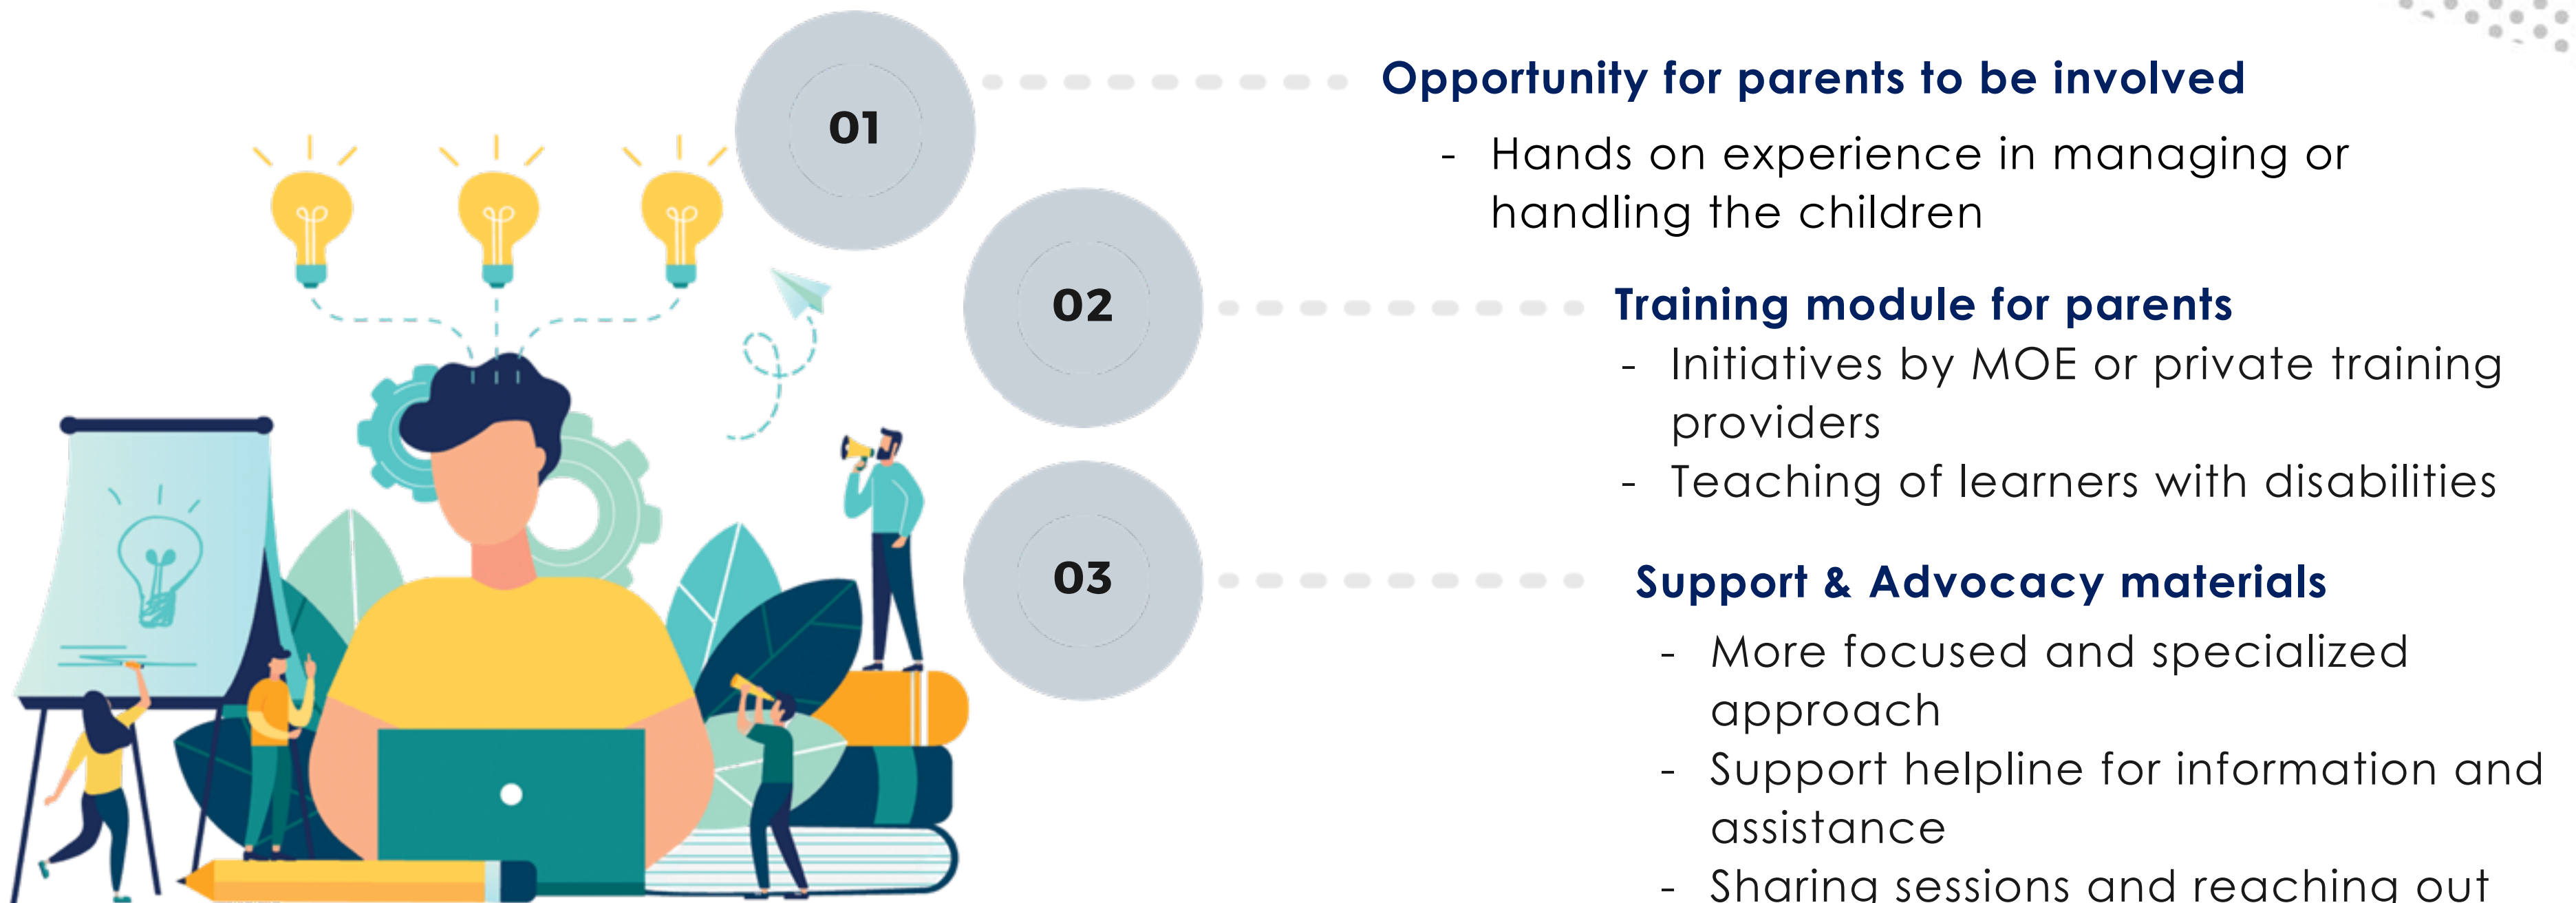 01
Opportunity for parents to be involved
- Hands on experience in managing or
handling the children
02
Training module for parents
- Initiatives by MOE or private training
providers
- Teaching of learners with disabilities
03
Support & Advocacy materials
- More focused and specialized
approach
- Support helpline for information and
assistance
- Sharing sessions and reaching out